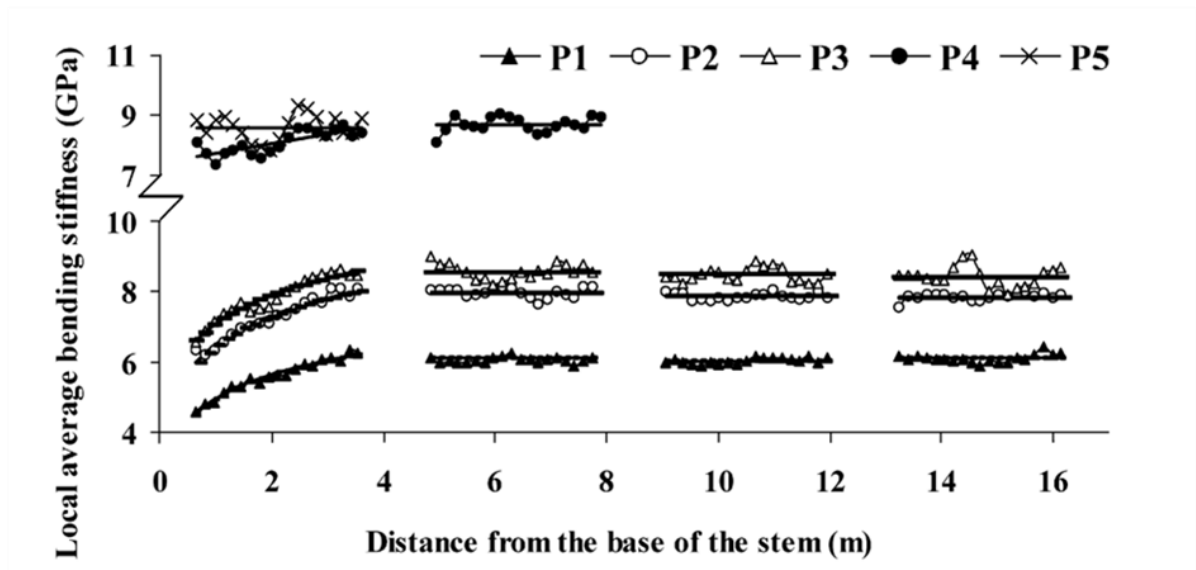 Local average bending stiffness (GPa)
11
9
7
10
8
6
4
P1 P2 P3 P4 P5
0 2 4 6 8 10 12 14 16
Distance from the base of the stem (m)